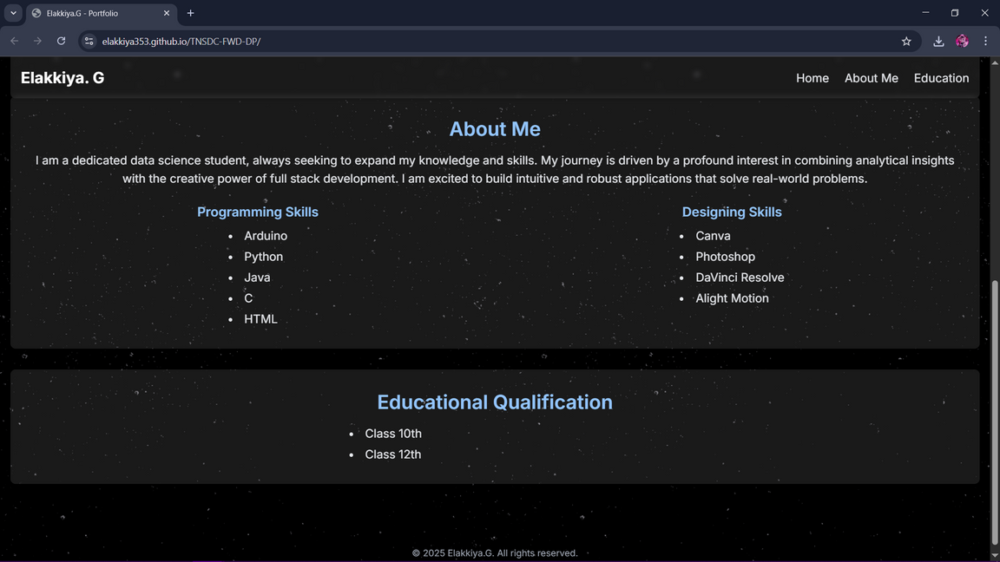 Elakkiya.G - Portfolio
elakkiya353.github.io/TNSDC-FWD-DP/
Elakkiya. G
Home About Me Education
About Me
I am a dedicated data science student, always seeking to expand my knowledge and skills. My journey is driven by a profound interest in combining analytical insights
with the creative power of full stack development. I am excited to build intuitive and robust applications that solve real-world problems.
Programming Skills
• Arduino
• Python
• Java
• C
• HTML
Designing Skills
• Canva
• Photoshop
• DaVinci Resolve
• Alight Motion
Educational Qualification
• Class 10th
• Class 12th
© 2025 Elakkiya.G. All rights reserved.